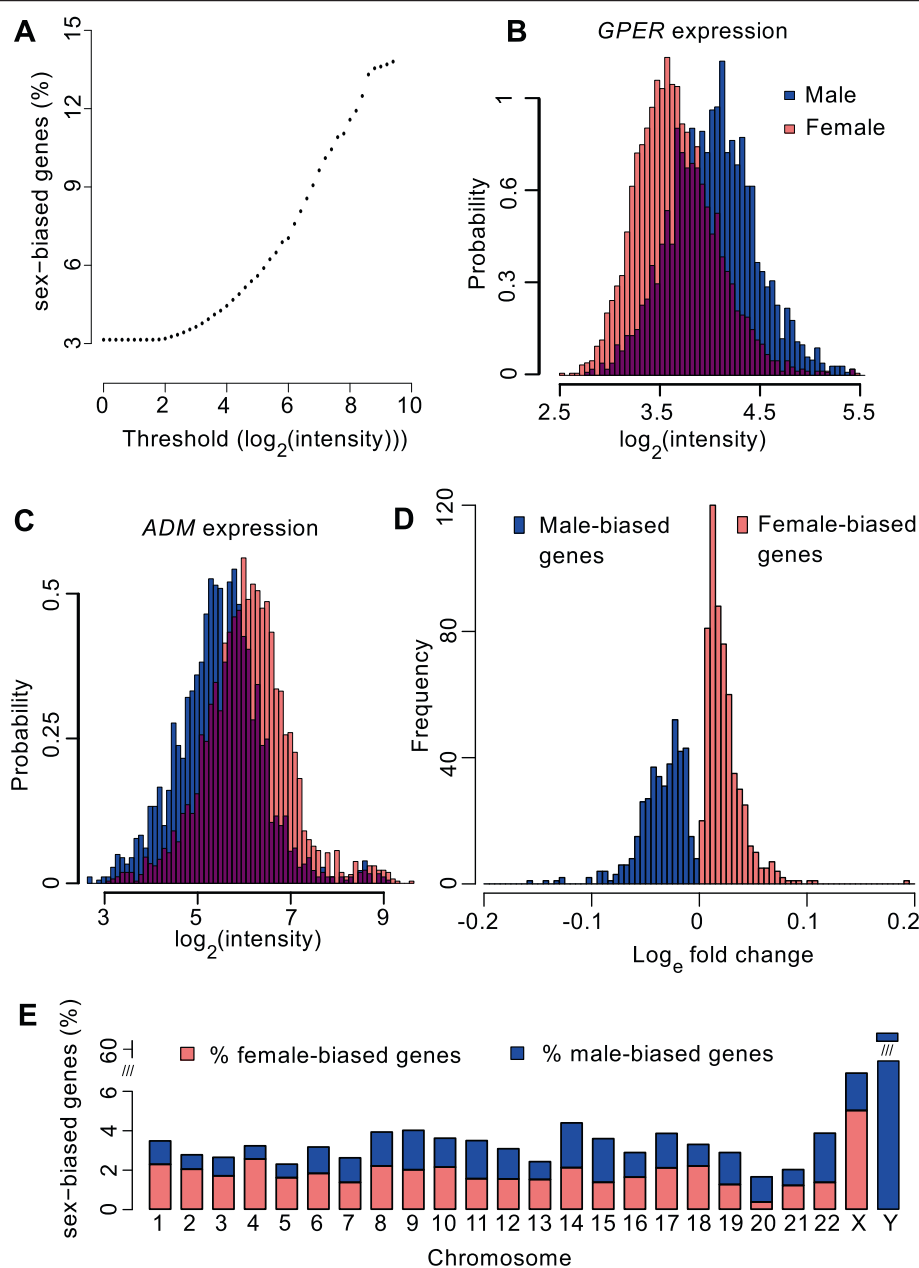 A
15
12
9
6
3
sex−biased genes (%)
0 2 4 6 8 10
Threshold (log2(intensity)))
B
GPER expression
Male
Female
1
0.6
0.3
0
Probability
2.5 3.5 4.5 5.5
log2(intensity)
C
ADM expression
0.5
0.25
0
Probability
3 5 7 9
log2(intensity)
D
Male-biased
genes
Female-biased
genes
120
80
40
0
Frequency
-0.2 -0.1 0 0.1 0.2
Loge fold change
E
sex−biased genes (%)
60
///
6
4
2
0
% female-biased genes
% male-biased genes
///
1 2 3 4 5 6 7 8 9 10 11 12 13 14 15 16 17 18 19 20 21 22 X Y
Chromosome